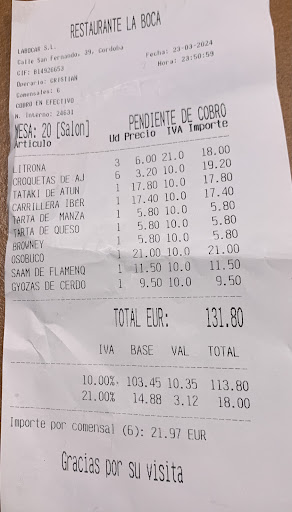 RESTAURANTE LA BOCA
LABOCAR S.L.
Calle San Fernando, 39, Cordoba
CIF: B14920653
Fecha: 23-03-2024
Operario: CRISTIAN
Hora: 23:50:59
Comensales: 6
COBRO EN EFECTIVO
N. Interno: 24631
MESA: 20 [Salon] PENDIENTE DE COBRO
Articulo Ud Precio IVA Importe
LITRONA 3 6.00 21.0 18.00
CROQUETAS DE AJ 6 3.20 10.0 19.20
TATAKI DE ATUN 1 17.80 10.0 17.80
CARRILLERA IBER 1 17.40 10.0 17.40
TARTA DE MANZA 1 5.80 10.0 5.80
TARTA DE QUESO 1 5.80 10.0 5.80
BROWNEY 1 5.80 10.0 5.80
OSOBUCO 1 21.00 10.0 21.00
SAAM DE FLAMENQ 1 11.50 10.0 11.50
GYOZAS DE CERDO 1 9.50 10.0 9.50
TOTAL EUR: 131.80
IVA BASE VAL TOTAL
10.00% 103.45 10.35 113.80
21.00% 14.88 3.12 18.00
Importe por comensal (6): 21.97 EUR
Gracias por su visita